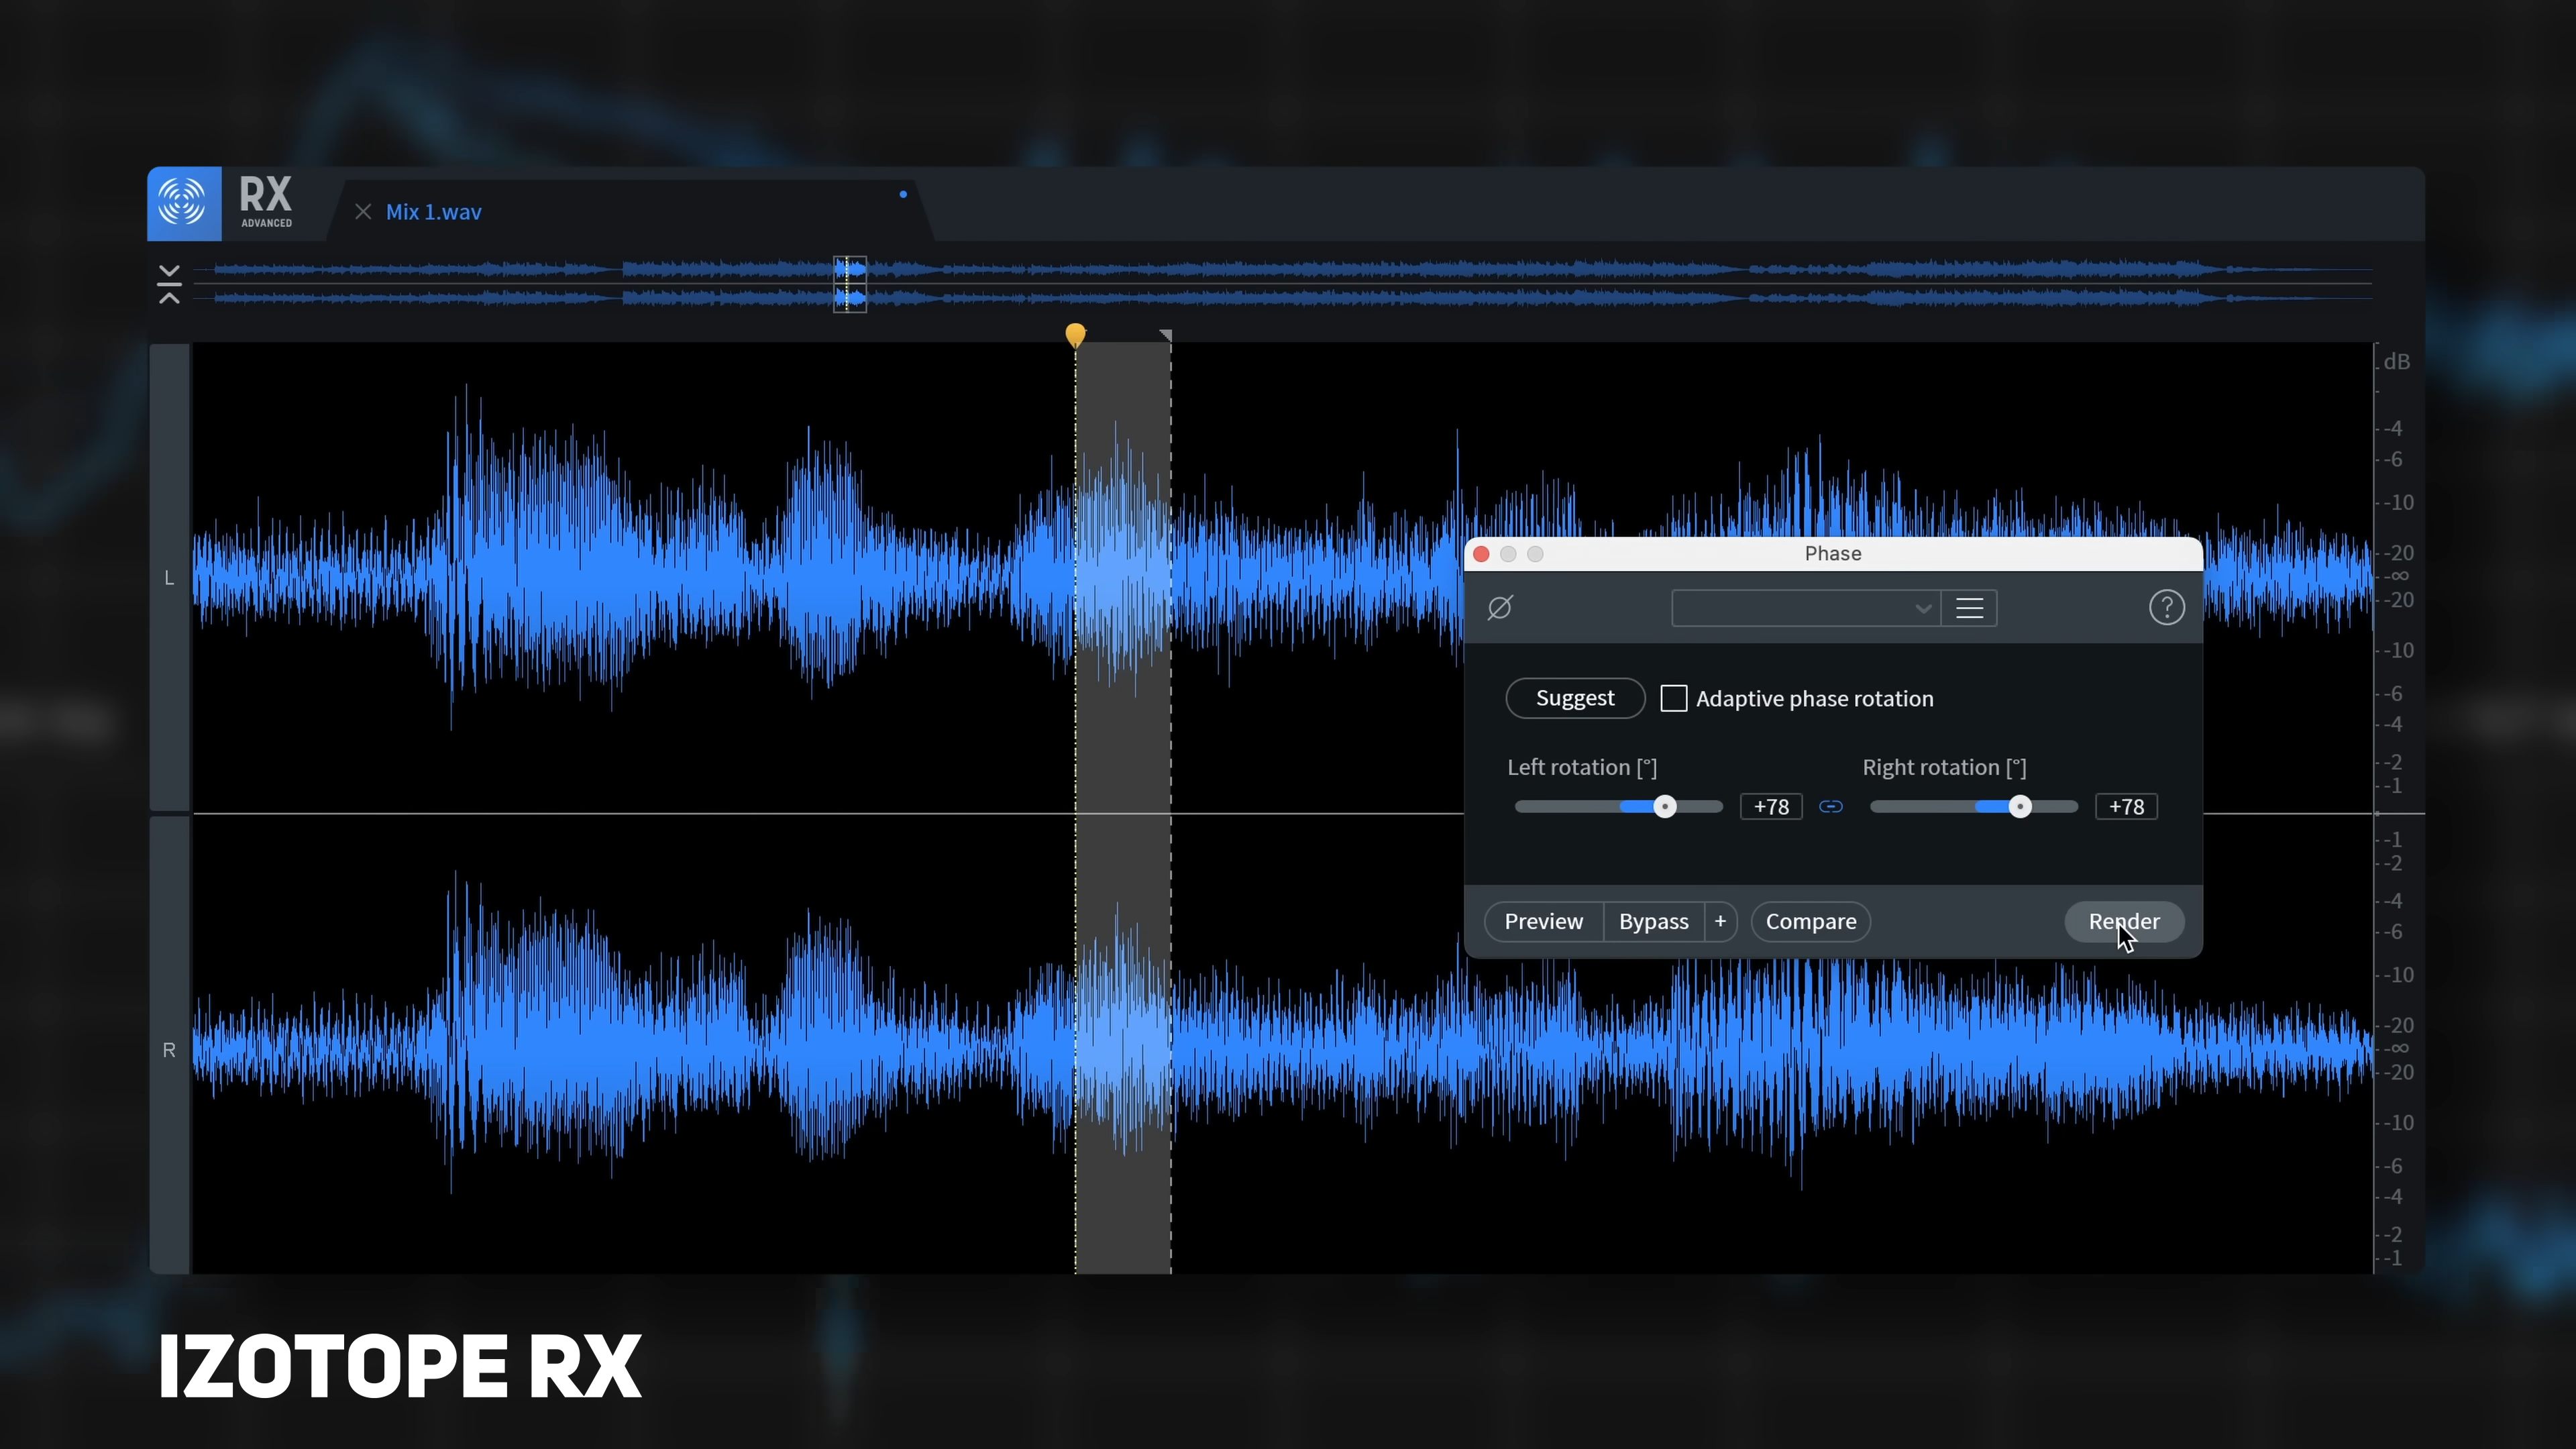 RX
ADVANCED
Mix 1.wav
dB
L
-4
-6
-10
-20
-∞
-20
-10
-6
-4
-2
-1
Phase
?
Suggest
Adaptive phase rotation
Left rotation [°]
Right rotation [°]
+78
+78
Preview
Bypass
+
Compare
Render
R
-1
-2
-4
-6
-10
-20
-∞
-20
-10
-6
-4
-2
-1
IZOTOPE RX